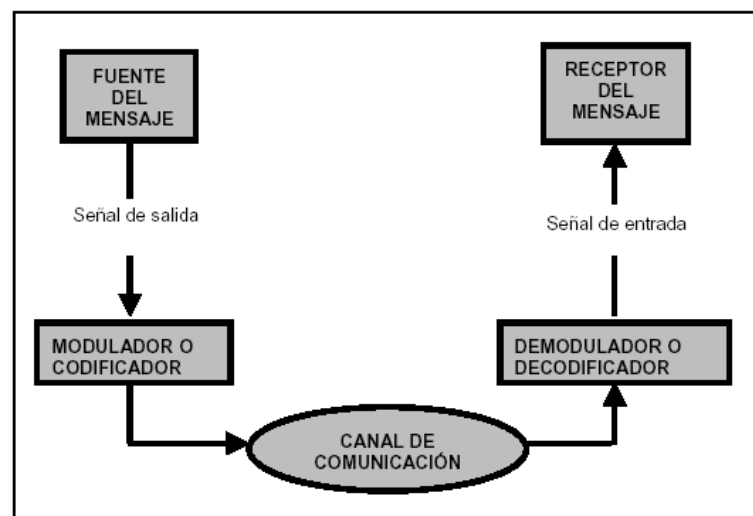 FUENTE
DEL
MENSAJE
RECEPTOR
DEL
MENSAJE
Señal de salida
Señal de entrada
MODULADOR O
CODIFICADOR
DEMODULADOR O
DECODIFICADOR
CANAL DE
COMUNICACIÓN